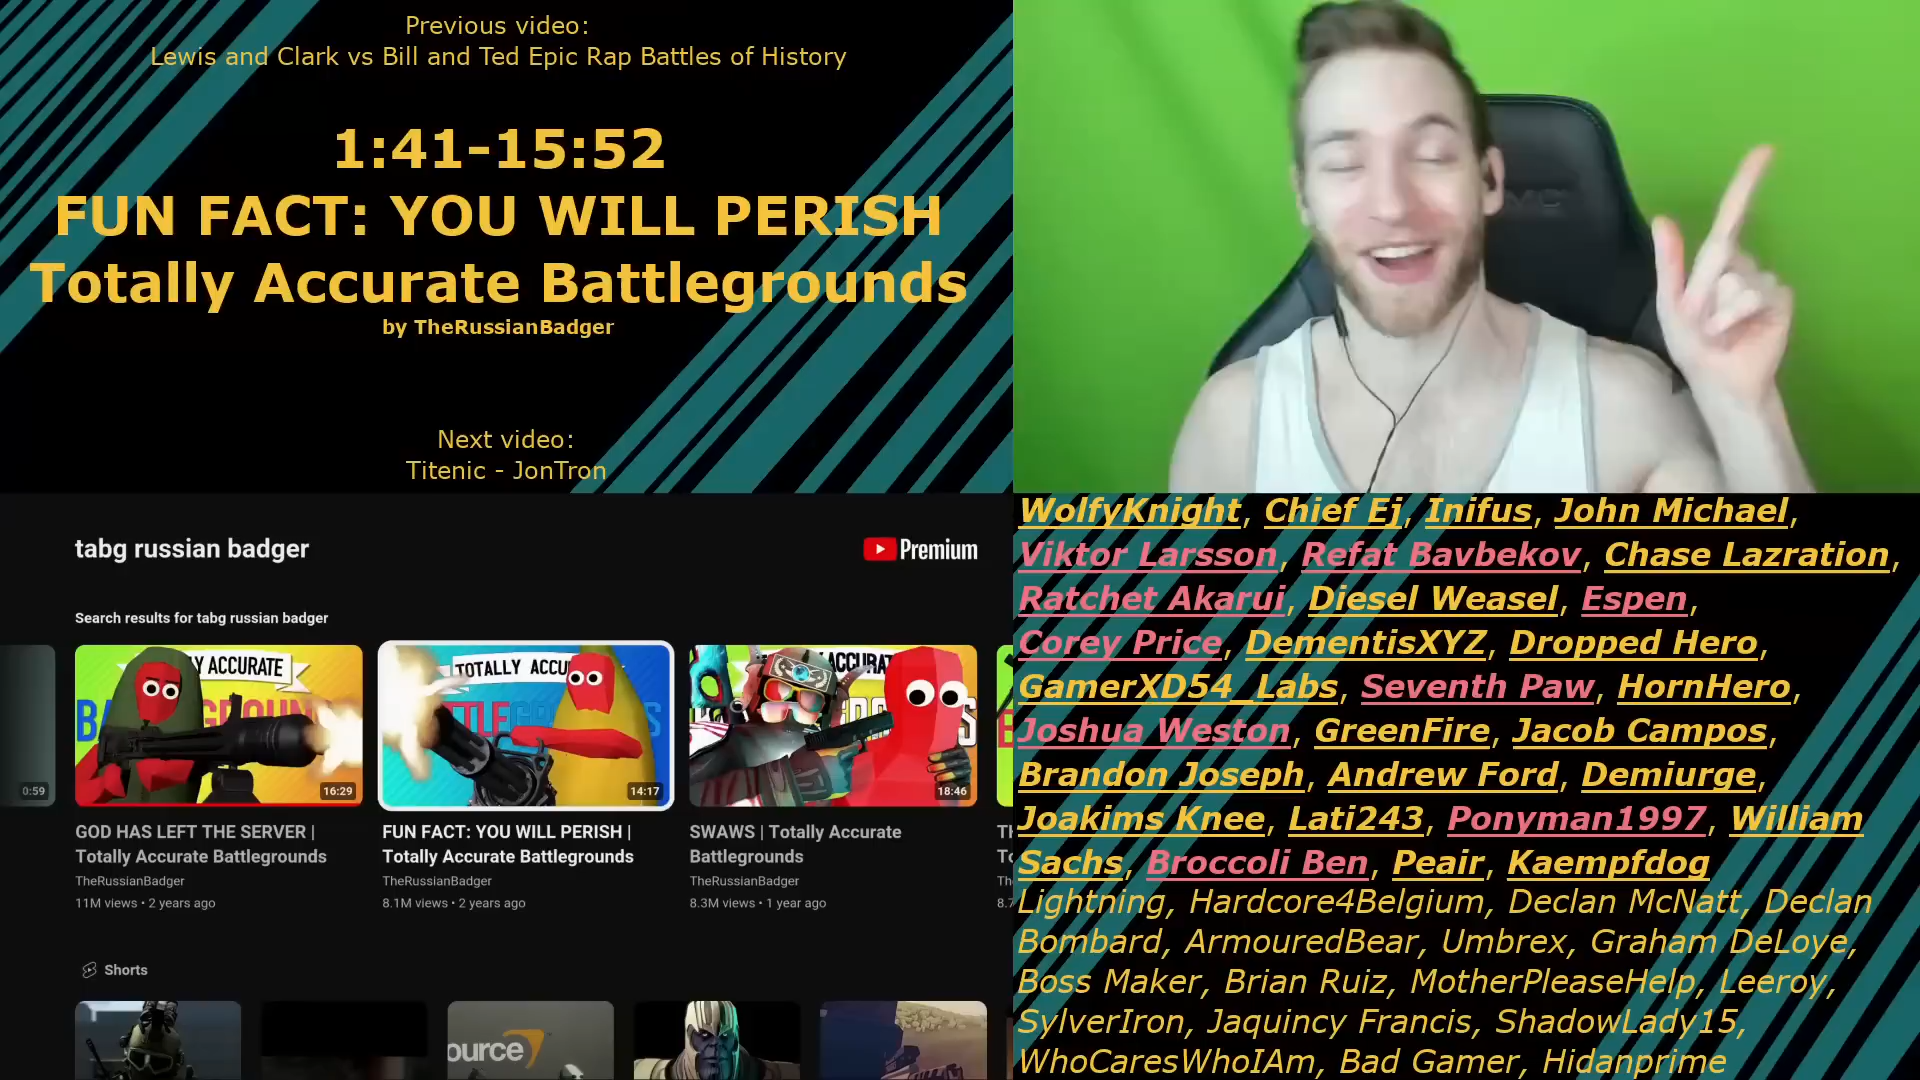 Previous video:
Lewis and Clark vs Bill and Ted Epic Rap Battles of History
1:41-15:52
FUN FACT: YOU WILL PERISH
Totally Accurate Battlegrounds
by TheRussianBadger
Next video:
Titenic - JonTron
tabg russian badger
Premium
Search results for tabg russian badger
0:59
Y ACCURATE
16:29
TOTALLY ACCU
14:17
18:46
GOD HAS LEFT THE SERVER |
Totally Accurate Battlegrounds
TheRussianBadger
11M views • 2 years ago
FUN FACT: YOU WILL PERISH |
Totally Accurate Battlegrounds
TheRussianBadger
8.1M views • 2 years ago
SWAWS | Totally Accurate
Battlegrounds
TheRussianBadger
8.3M views • 1 year ago
Shorts
ource
WolfyKnight, Chief Ej, Inifus, John Michael,
Viktor Larsson, Refat Bavbekov, Chase Lazration,
Ratchet Akarui, Diesel Weasel, Espen,
Corey Price, DementisXYZ, Dropped Hero,
GamerXD54_Labs, Seventh Paw, HornHero,
Joshua Weston, GreenFire, Jacob Campos,
Brandon Joseph, Andrew Ford, Demiurge,
Joakims Knee, Lati243, Ponyman1997, William
Sachs, Broccoli Ben, Peair, Kaempfdog
Lightning, Hardcore4Belgium, Declan McNatt, Declan
Bombard, ArmouredBear, Umbrex, Graham DeLoye,
Boss Maker, Brian Ruiz, MotherPleaseHelp, Leeroy,
SylverIron, Jaquincy Francis, ShadowLady15,
WhoCaresWhoIAm, Bad Gamer, Hidanprime